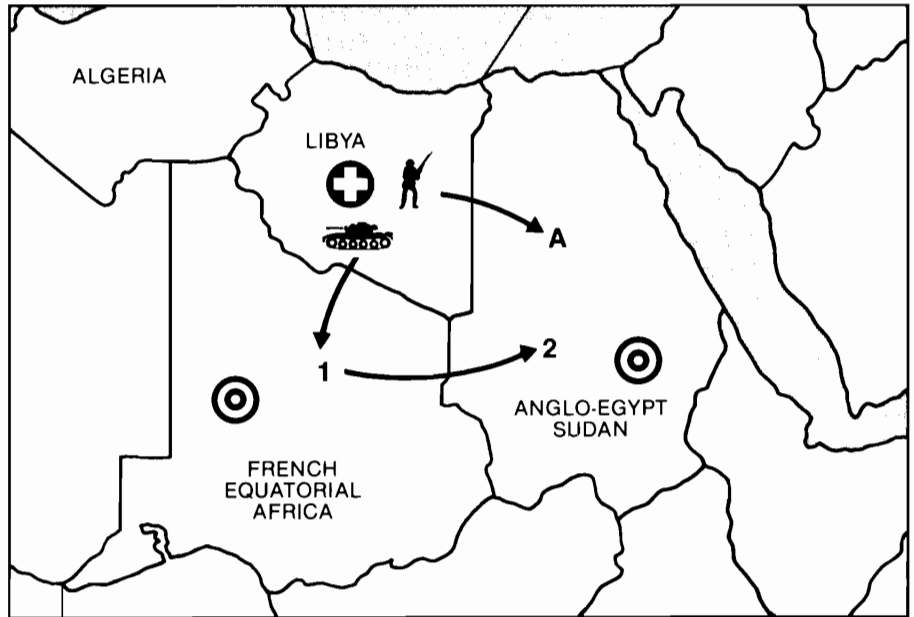 ALGERIA
LIBYA
A
1
2
ANGLO-EGYPT
SUDAN
FRENCH
EQUATORIAL
AFRICA